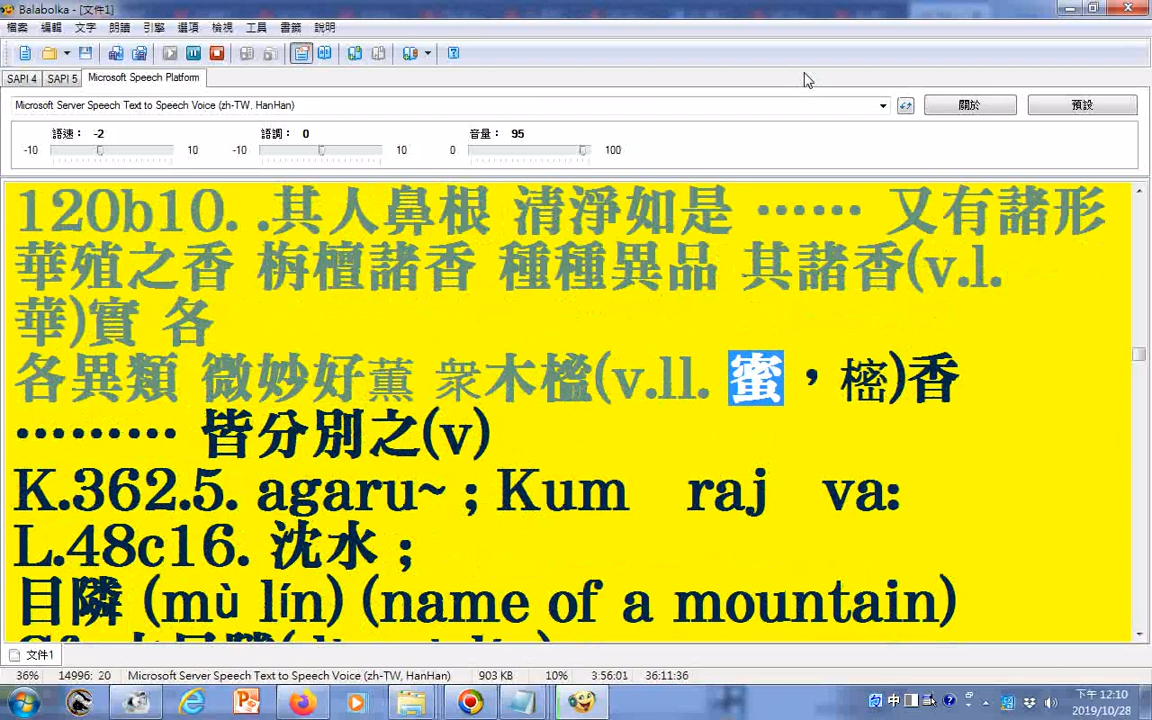 Balabolka - [文件1]
檔案 編輯 文字 朗讀 引擎 選項 檢視 工具 書籤 說明
SAPI 4 SAPI 5 Microsoft Speech Platform
Microsoft Server Speech Text to Speech Voice (zh-TW, HanHan) 關於 預設
語速： -2 語調： 0 音量： 95
-10 10 -10 10 0 100
120b10. .其人鼻根 清淨如是 …… 又有諸形
華殖之香 栴檀諸香 種種異品 其諸香(v.l.
華)實 各
各異類 微妙好薰 衆木榓(v.ll. 蜜，樒)香
……… 皆分別之(v)
K.362.5. agaru~ ; Kum raj va:
L.48c16. 沈水 ;
目隣 (mù lín) (name of a mountain)
文件1
36% 14996: 20 Microsoft Server Speech Text to Speech Voice (zh-TW, HanHan) 903 KB 10% 3:56:01 36:11:36
中
下午 12:10
2019/10/28